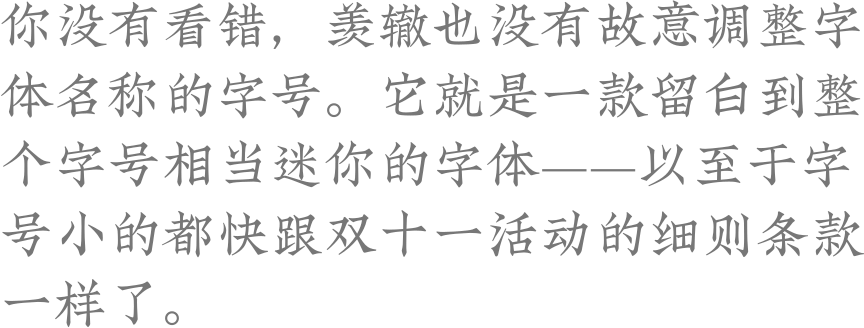 你没有看错，羡辙也没有故意调整字
体名称的字号。它就是一款留白到整
个字号相当迷你的字体——以至于字
号小的都快跟双十一活动的细则条款
一样了。